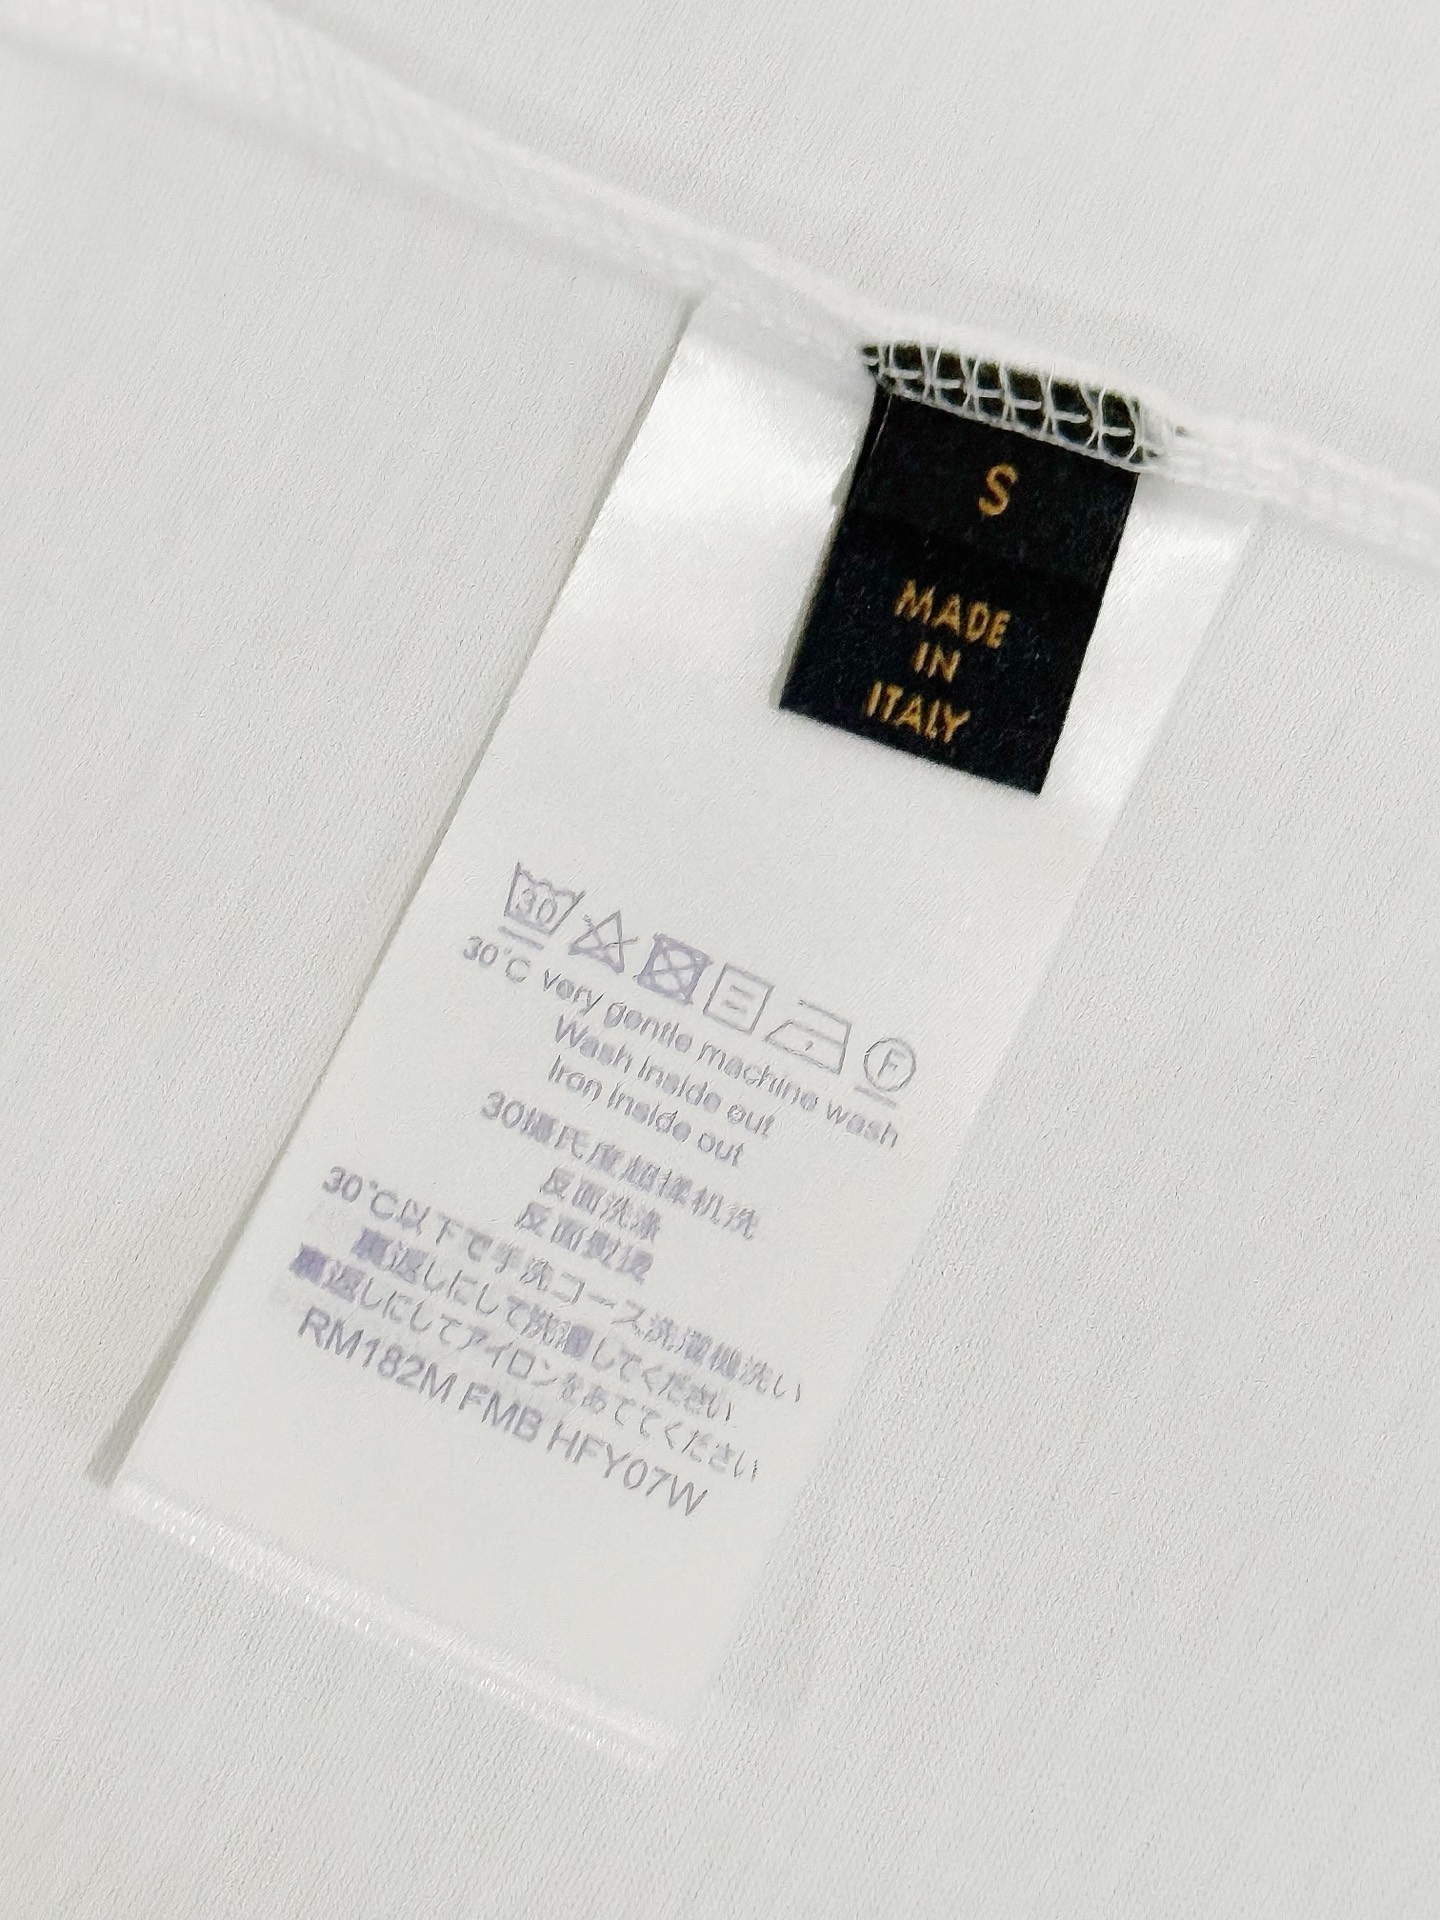 S
MADE
IN
ITALY
30
F
30°C very gentle machine wash
Wash inside out
Iron inside out
30摄氏度超柔机洗
反面洗涤
反面熨烫
30℃以下で手洗コース洗濯機洗い
裏返しにして洗濯してください
裏返しにしてアイロンをあててください
RM182M FMB HFY07W